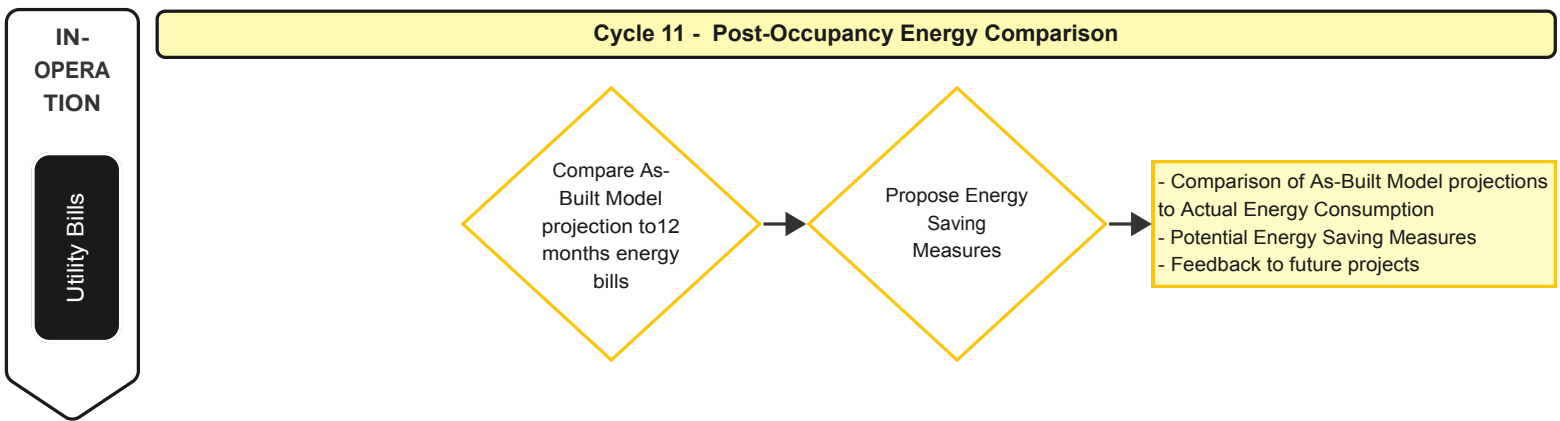 IN-
OPERA
TION
Utility Bills
Cycle 11 - Post-Occupancy Energy Comparison
Compare As-
Built Model
projection to12
months energy
bills
Propose Energy
Saving
Measures
- Comparison of As-Built Model projections
to Actual Energy Consumption
- Potential Energy Saving Measures
- Feedback to future projects